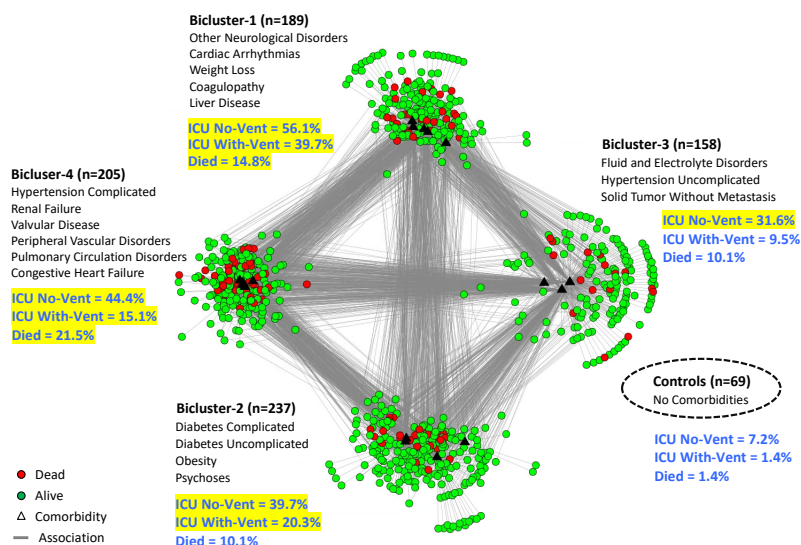 Bicluster-1 (n=189)
Other Neurological Disorders
Cardiac Arrhythmias
Weight Loss
Coagulopathy
Liver Disease
ICU No-Vent = 56.1%
ICU With-Vent = 39.7%
Died = 14.8%
Bicluster-3 (n=158)
Fluid and Electrolyte Disorders
Hypertension Uncomplicated
Solid Tumor Without Metastasis
ICU No-Vent = 31.6%
ICU With-Vent = 9.5%
Died = 10.1%
Bicluser-4 (n=205)
Hypertension Complicated
Renal Failure
Valvular Disease
Peripheral Vascular Disorders
Pulmonary Circulation Disorders
Congestive Heart Failure
ICU No-Vent = 44.4%
ICU With-Vent = 15.1%
Died = 21.5%
Controls (n=69)
No Comorbidities
ICU No-Vent = 7.2%
ICU With-Vent = 1.4%
Died = 1.4%
Bicluster-2 (n=237)
Diabetes Complicated
Diabetes Uncomplicated
Obesity
Psychoses
ICU No-Vent = 39.7%
ICU With-Vent = 20.3%
Died = 10.1%
Dead
Alive
Comorbidity
Association